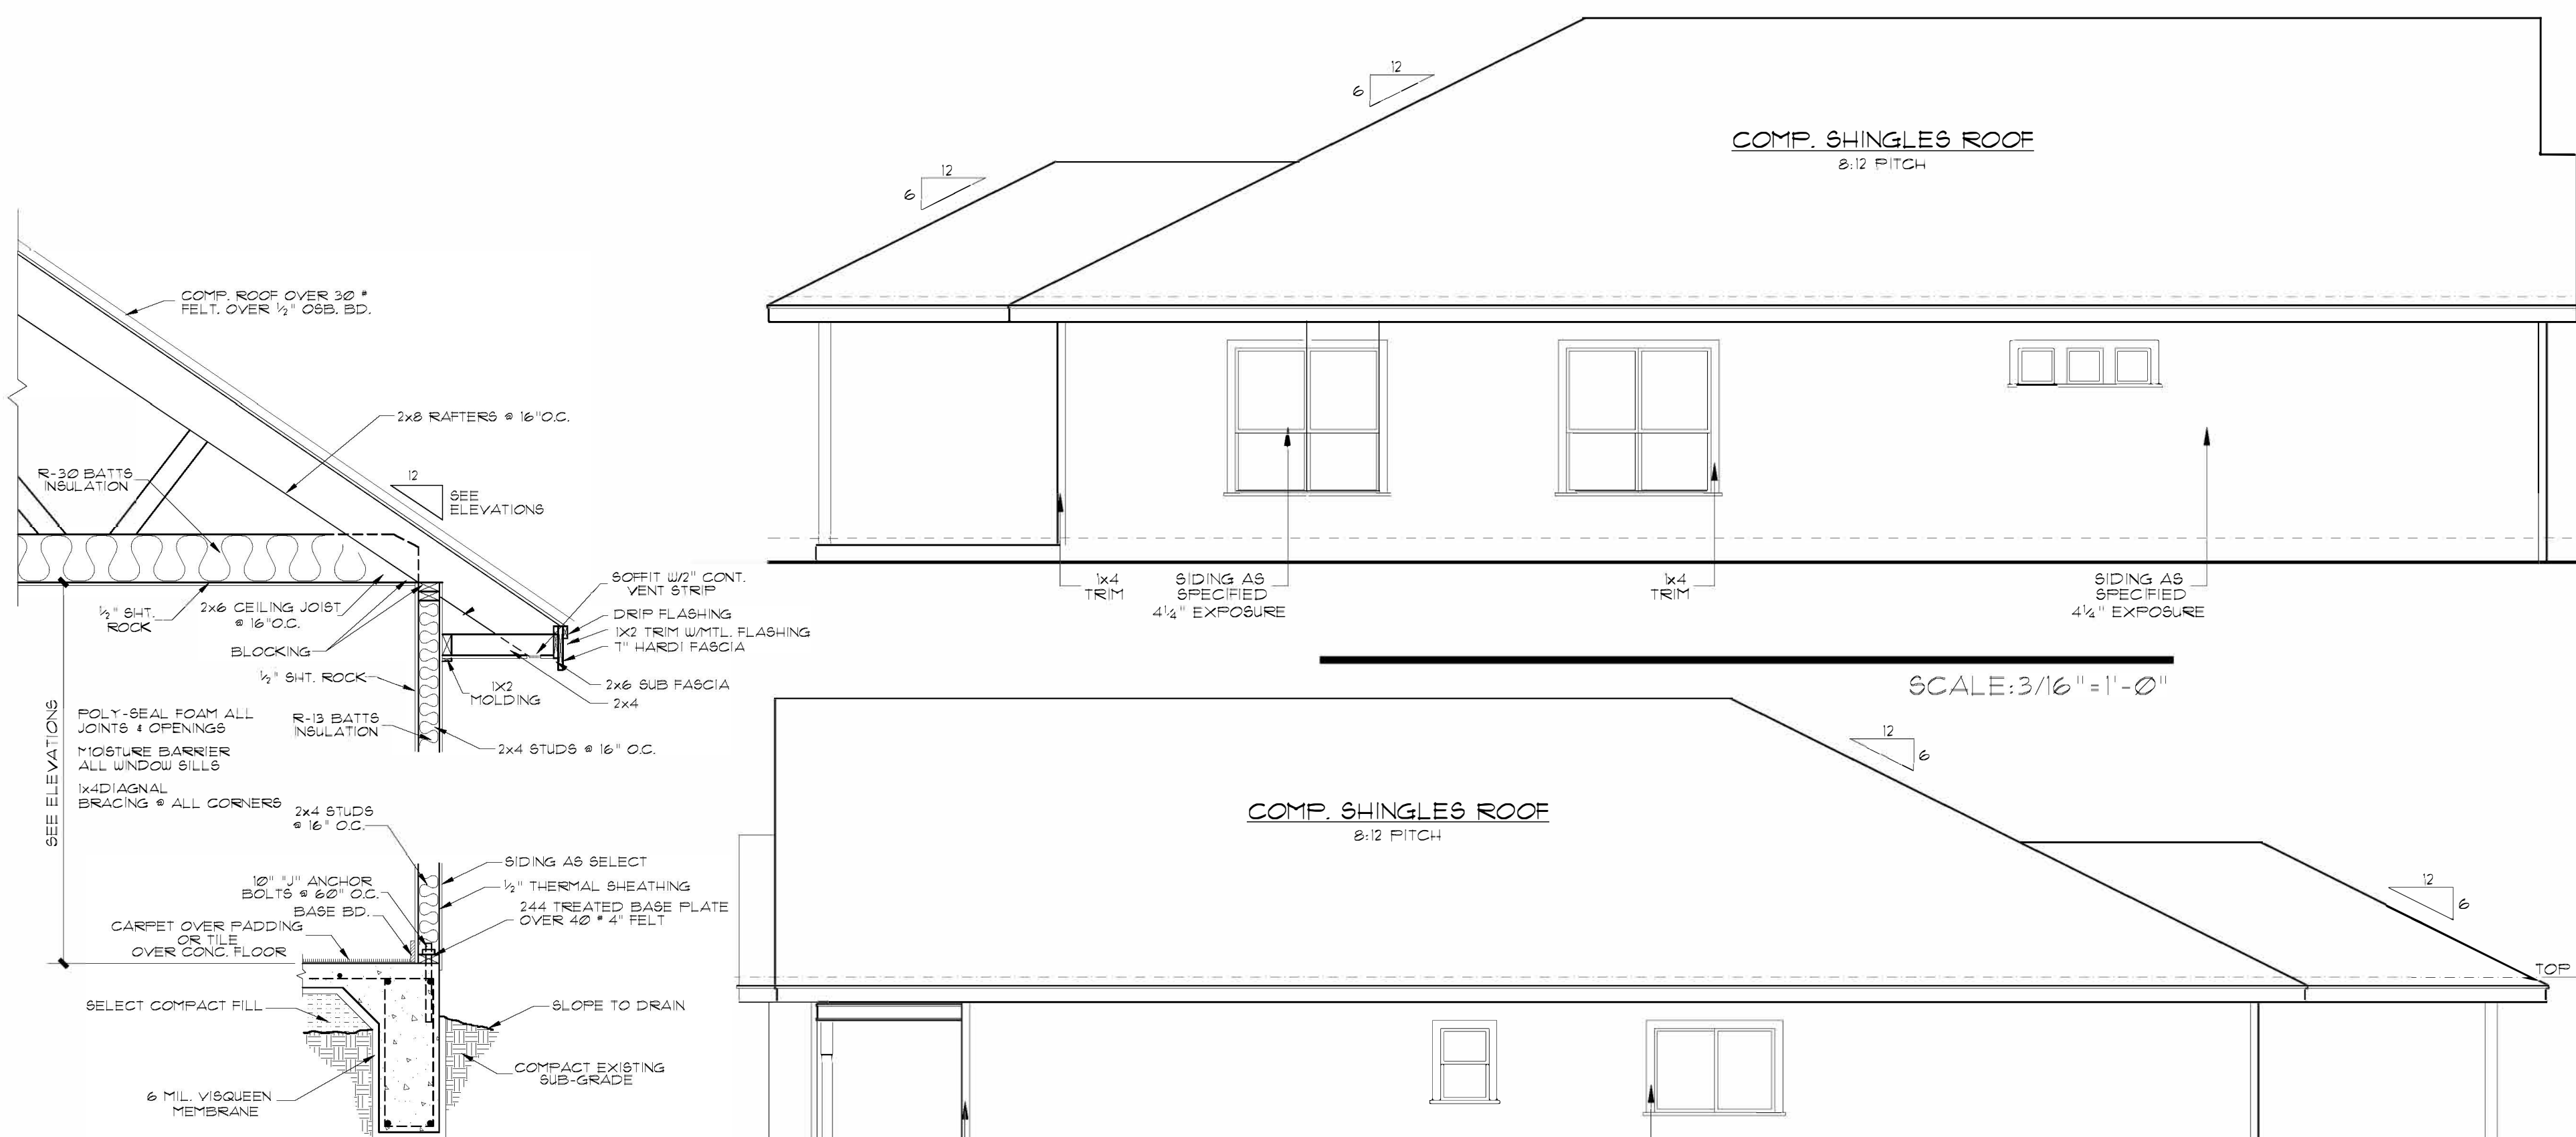 COMP. ROOF OVER 30 #
FELT. OVER ½" OSB. BD.
2x8 RAFTERS @ 16"O.C.
R-30 BATTS
INSULATION
12
SEE
ELEVATIONS
½" SHT.
ROCK
2x6 CEILING JOIST
@ 16"O.C.
BLOCKING
½" SHT. ROCK
SOFFIT W/2" CONT.
VENT STRIP
DRIP FLASHING
1X2 TRIM W/MTL. FLASHING
7" HARDI FASCIA
2x6 SUB FASCIA
2x4
1X2
MOLDING
R-13 BATTS
INSULATION
2x4 STUDS @ 16" O.C.
SEE ELEVATIONS
POLY-SEAL FOAM ALL
JOINTS & OPENINGS
MOISTURE BARRIER
ALL WINDOW SILLS
1x4DIAGNAL
BRACING @ ALL CORNERS
2x4 STUDS
@ 16" O.C.
10" "J" ANCHOR
BOLTS @ 60" O.C.
BASE BD.
CARPET OVER PADDING
OR TILE
OVER CONC. FLOOR
SIDING AS SELECT
½" THERMAL SHEATHING
244 TREATED BASE PLATE
OVER 40 # 4" FELT
SELECT COMPACT FILL
SLOPE TO DRAIN
COMPACT EXISTING
SUB-GRADE
6 MIL. VISQUEEN
MEMBRANE
12
6
12
6
COMP. SHINGLES ROOF
8:12 PITCH
1x4
TRIM
SIDING AS
SPECIFIED
4¼" EXPOSURE
1x4
TRIM
SIDING AS
SPECIFIED
4¼" EXPOSURE
SCALE:3/16"=1'-0"
12
6
COMP. SHINGLES ROOF
8:12 PITCH
12
6
TOP